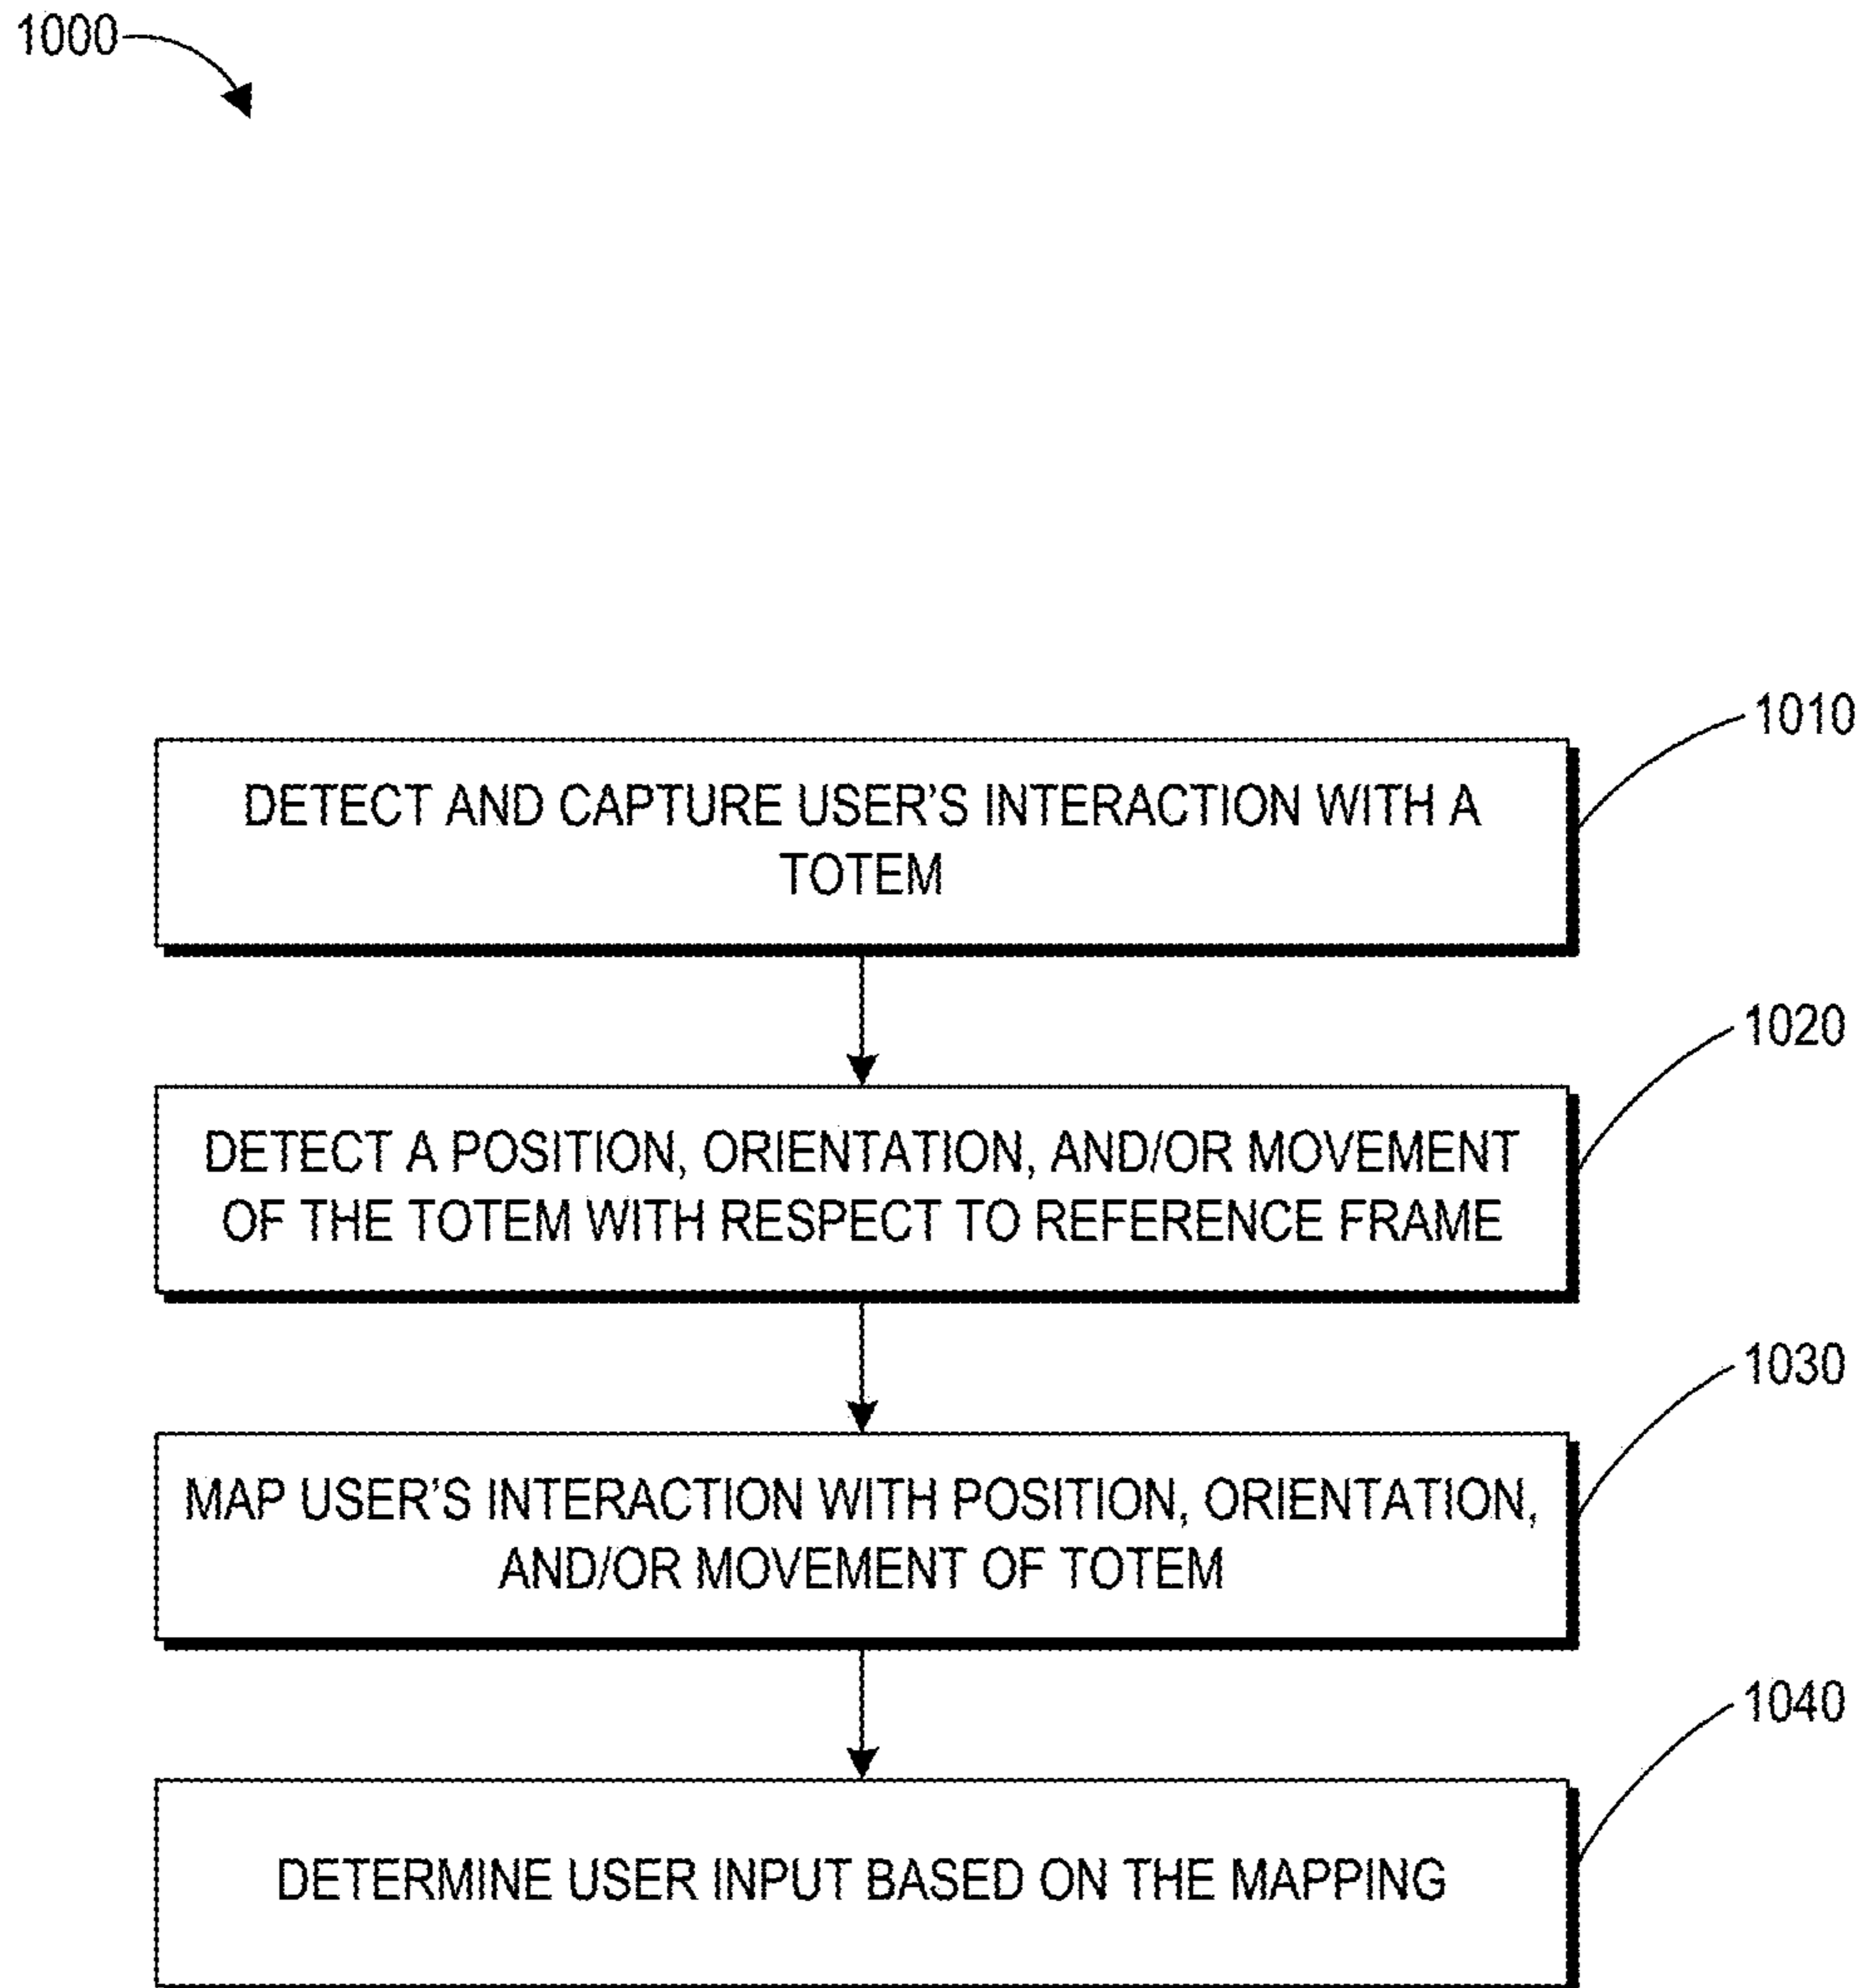 1000
1010
DETECT AND CAPTURE USER'S INTERACTION WITH A
TOTEM
1020
DETECT A POSITION, ORIENTATION, AND/OR MOVEMENT
OF THE TOTEM WITH RESPECT TO REFERENCE FRAME
1030
MAP USER'S INTERACTION WITH POSITION, ORIENTATION,
AND/OR MOVEMENT OF TOTEM
1040
DETERMINE USER INPUT BASED ON THE MAPPING